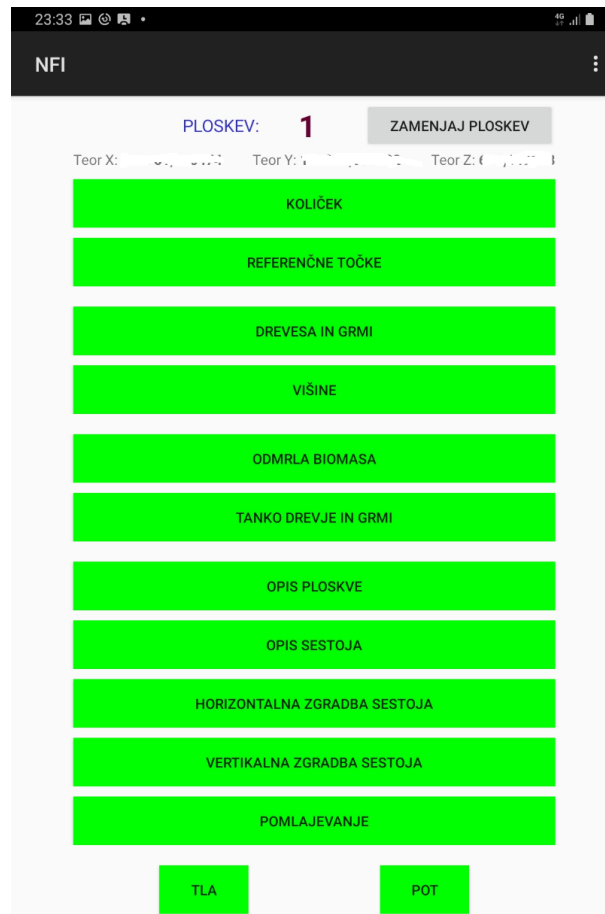 23:33
4G
NFI
PLOSKEV: 1 ZAMENJAJ PLOSKEV
Teor X: Teor Y: Teor Z:
KOLIČEK
REFERENČNE TOČKE
DREVESA IN GRMI
VIŠINE
ODMRLA BIOMASA
TANKO DREVJE IN GRMI
OPIS PLOSKVE
OPIS SESTOJA
HORIZONTALNA ZGRADBA SESTOJA
VERTIKALNA ZGRADBA SESTOJA
POMLAJEVANJE
TLA POT